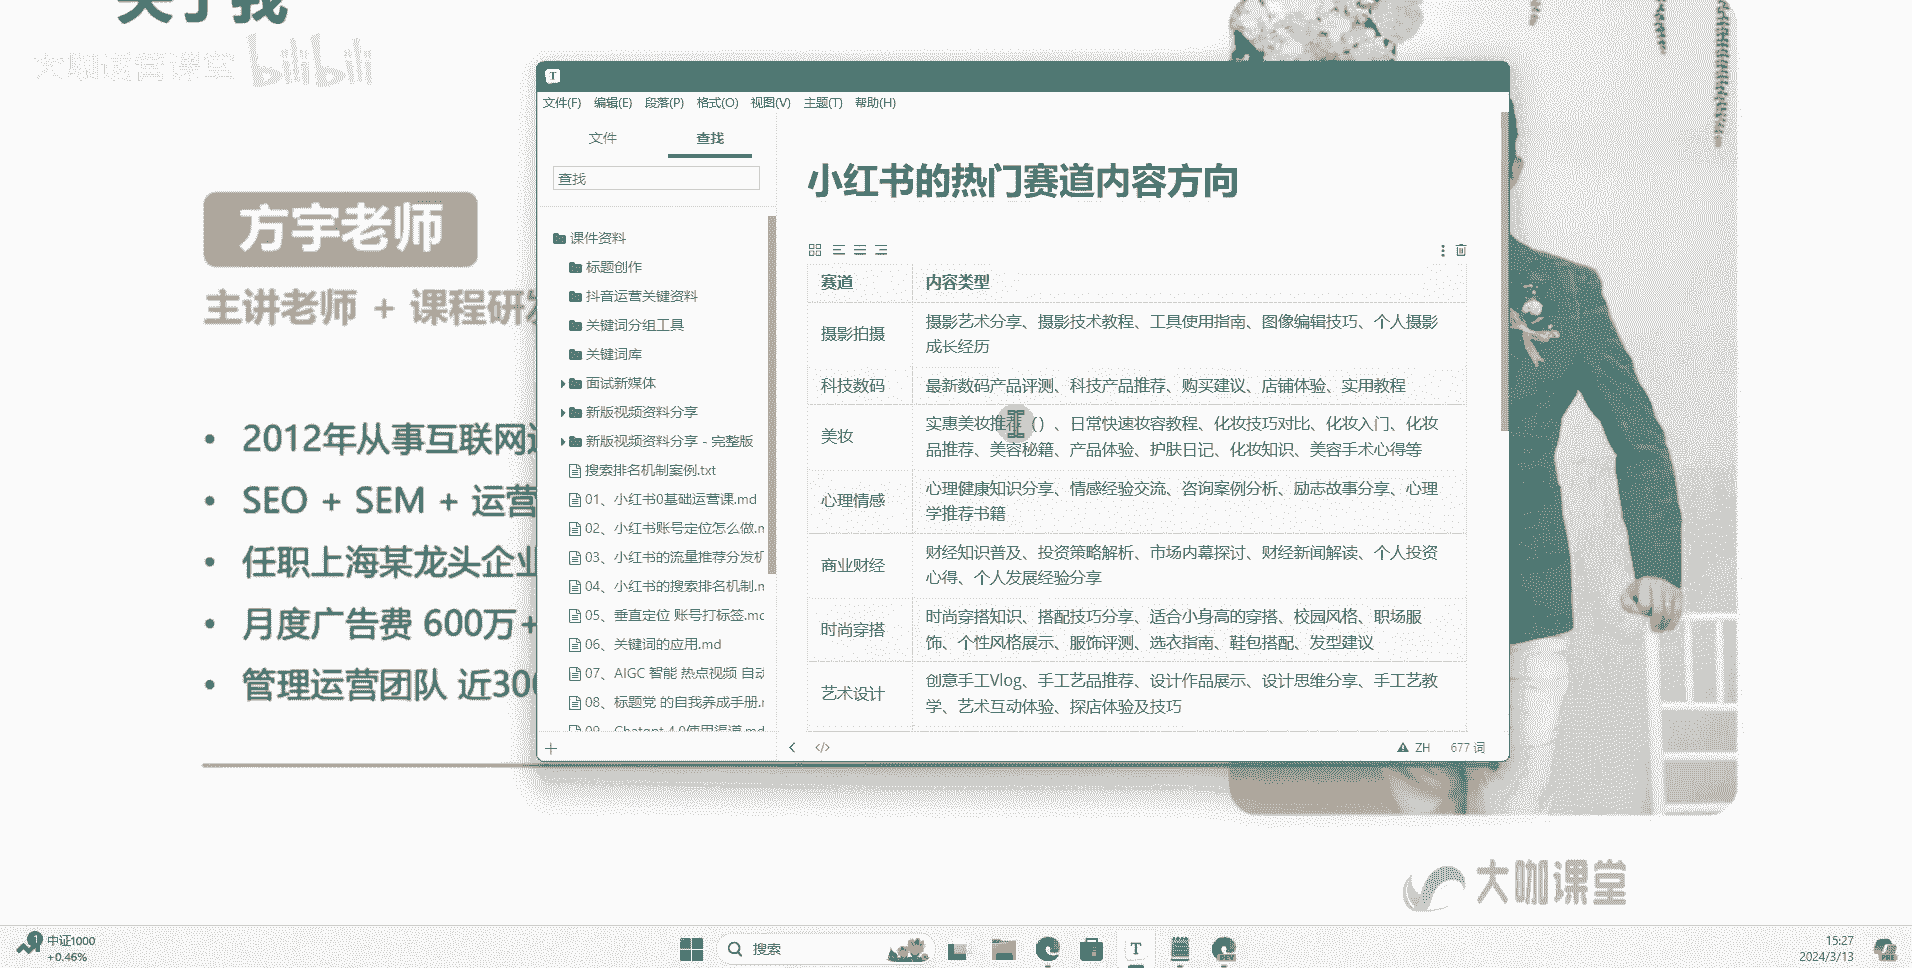 关于我
大咖运营课堂 bilibili
方宇老师
主讲老师 + 课程研发
• 2012年从事互联网
• SEO + SEM + 运营
• 任职上海某龙头企业
• 月度广告费 600万+
• 管理运营团队 近300
T
文件(F) 编辑(E) 段落(P) 格式(O) 视图(V) 主题(T) 帮助(H)
文件 查找
查找
课件资料
标题创作
抖音运营关键资料
关键词分组工具
关键词库
面试新媒体
新版视频资料分享
新版视频资料分享 - 完整版
搜索排名机制案例.txt
01、小红书0基础运营课.md
02、小红书账号定位怎么做.m
03、小红书的流量推荐分发机
04、小红书的搜索排名机制.m
05、垂直定位 账号打标签.mc
06、关键词的应用.md
07、AIGC 智能 热点视频 自动
08、标题党 的自我养成手册.r
09、Chatgpt 4.0使用渠道.md
小红书的热门赛道内容方向
赛道 内容类型
摄影拍摄 摄影艺术分享、摄影技术教程、工具使用指南、图像编辑技巧、个人摄影
成长经历
科技数码 最新数码产品评测、科技产品推荐、购买建议、店铺体验、实用教程
美妆 实惠美妆推荐（）、日常快速妆容教程、化妆技巧对比、化妆入门、化妆
品推荐、美容秘籍、产品体验、护肤日记、化妆知识、美容手术心得等
心理情感 心理健康知识分享、情感经验交流、咨询案例分析、励志故事分享、心理
学推荐书籍
商业财经 财经知识普及、投资策略解析、市场内幕探讨、财经新闻解读、个人投资
心得、个人发展经验分享
时尚穿搭 时尚穿搭知识、搭配技巧分享、适合小身高的穿搭、校园风格、职场服
饰、个性风格展示、服饰评测、选衣指南、鞋包搭配、发型建议
艺术设计 创意手工Vlog、手工艺品推荐、设计作品展示、设计思维分享、手工艺教
学、艺术互动体验、探店体验及技巧
ZH 677 词
大咖课堂
1 中证1000
+0.46%
搜索
T
DEV
15:27
2024/3/13
PRE